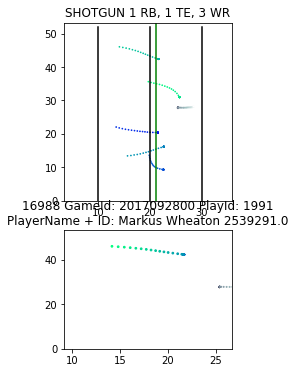 SHOTGUN 1 RB, 1 TE, 3 WR
50
40
30
20
10
0
10 20 30
16988 GameId: 2017092800 PlayId: 1991
PlayerName + ID: Markus Wheaton 2539291.0
40
20
0
10 15 20 25